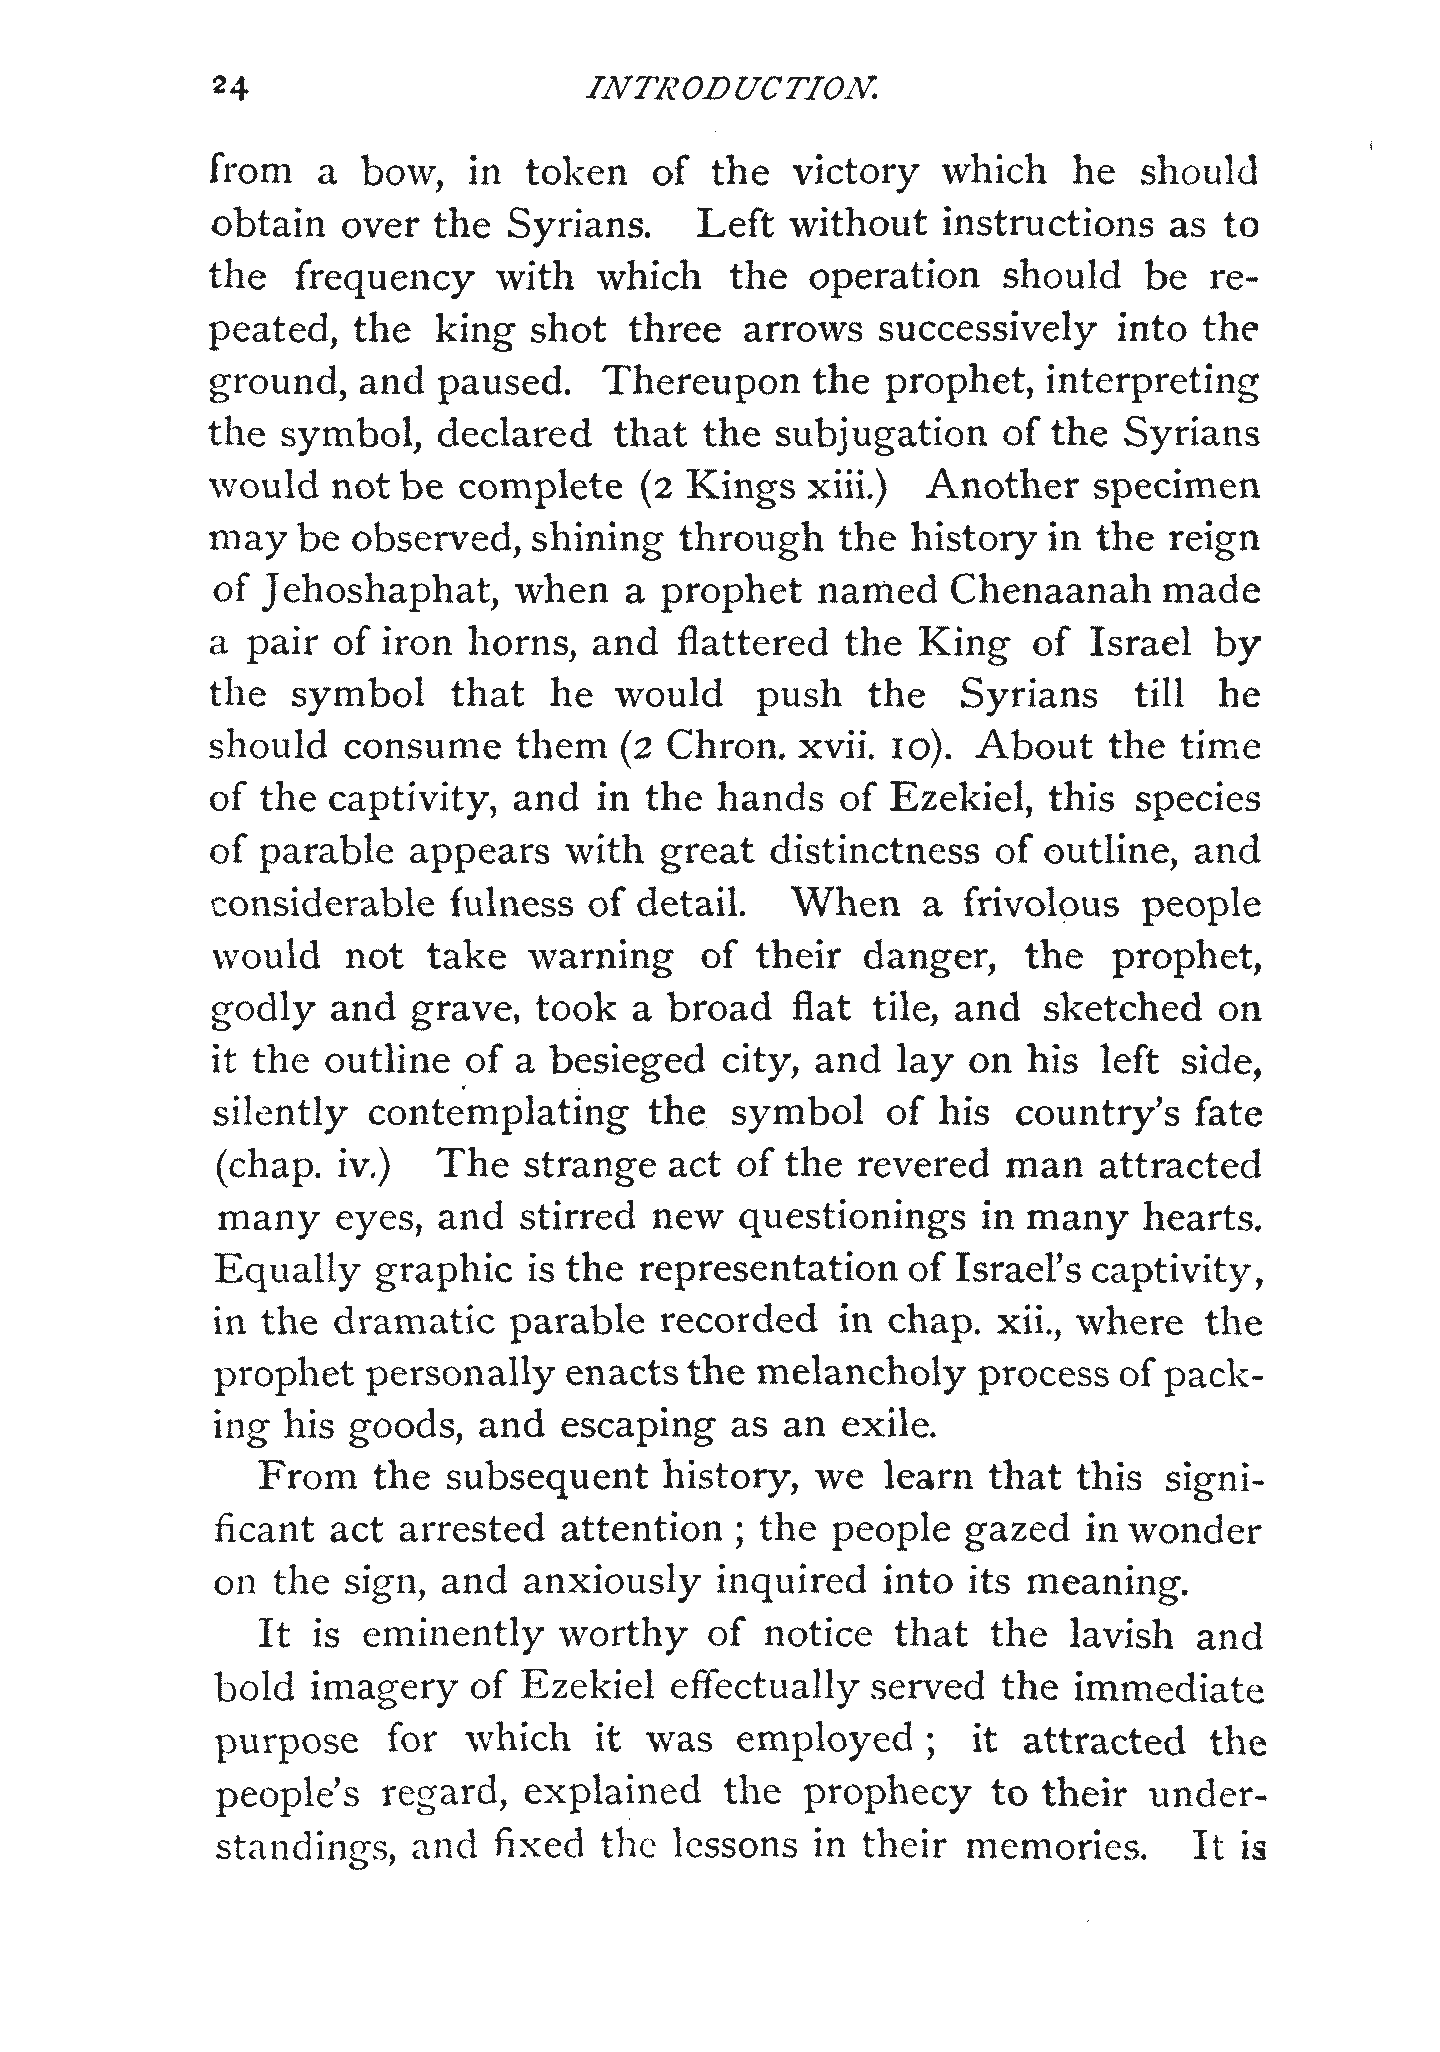 24 INTRODUCTION.
from a bow, in token of the victory which he should
obtain over the Syrians. Left without instructions as to
the frequency with which the operation should be re-
peated, the king shot three arrows successively into the
ground, and paused. Thereupon the prophet, interpreting
the symbol, declared that the subjugation of the Syrians
would not be complete (2 Kings xiii.) Another specimen
may be observed, shining through the history in the reign
of Jehoshaphat, when a prophet named Chenaanah made
a pair of iron horns, and flattered the King of Israel by
the symbol that he would push the Syrians till he
should consume them (2 Chron. xvii. 10). About the time
of the captivity, and in the hands of Ezekiel, this species
of parable appears with great distinctness of outline, and
considerable fulness of detail. When a frivolous people
would not take warning of their danger, the prophet,
godly and grave, took a broad flat tile, and sketched on
it the outline of a besieged city, and lay on his left side,
silently contemplating the symbol of his country's fate
(chap. iv.) The strange act of the revered man attracted
many eyes, and stirred new questionings in many hearts.
Equally graphic is the representation of Israel's captivity,
in the dramatic parable recorded in chap. xii., where the
prophet personally enacts the melancholy process of pack-
ing his goods, and escaping as an exile.
From the subsequent history, we learn that this signi-
ficant act arrested attention ; the people gazed in wonder
on the sign, and anxiously inquired into its meaning.
It is eminently worthy of notice that the lavish and
bold imagery of Ezekiel effectually served the immediate
purpose for which it was employed ; it attracted the
people's regard, explained the prophecy to their under-
standings, and fixed the lessons in their memories. It is